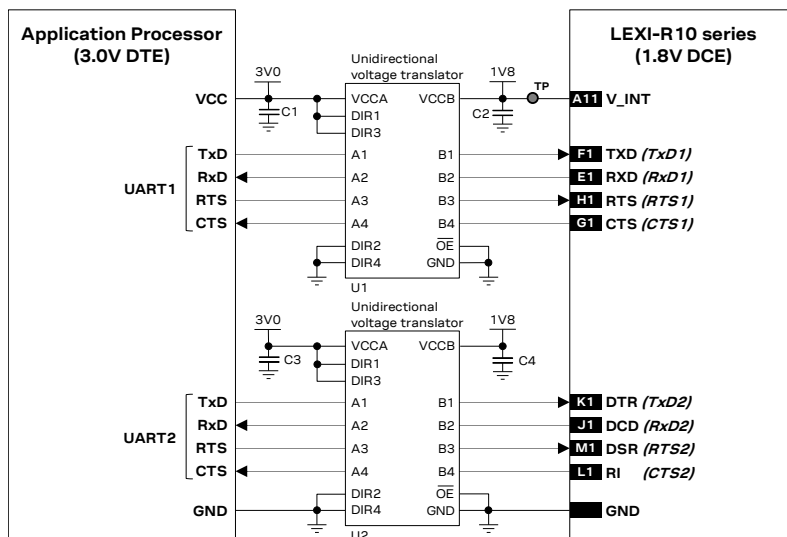 Application Processor
(3.0V DTE)
LEXI-R10 series
(1.8V DCE)
Unidirectional
voltage translator
3V0
1V8
TP
VCC
C1
VCCA
VCCB
C2
A11 V_INT
DIR1
DIR3
UART1
TxD
A1
B1
F1 TXD (TxD1)
RxD
A2
B2
E1 RXD (RxD1)
RTS
A3
B3
H1 RTS (RTS1)
CTS
A4
B4
G1 CTS (CTS1)
DIR2
OE
DIR4
GND
U1
Unidirectional
voltage translator
3V0
1V8
C3
VCCA
VCCB
C4
DIR1
DIR3
UART2
TxD
A1
B1
K1 DTR (TxD2)
RxD
A2
B2
J1 DCD (RxD2)
RTS
A3
B3
M1 DSR (RTS2)
CTS
A4
B4
L1 RI (CTS2)
DIR2
OE
GND
DIR4
GND
GND
U2